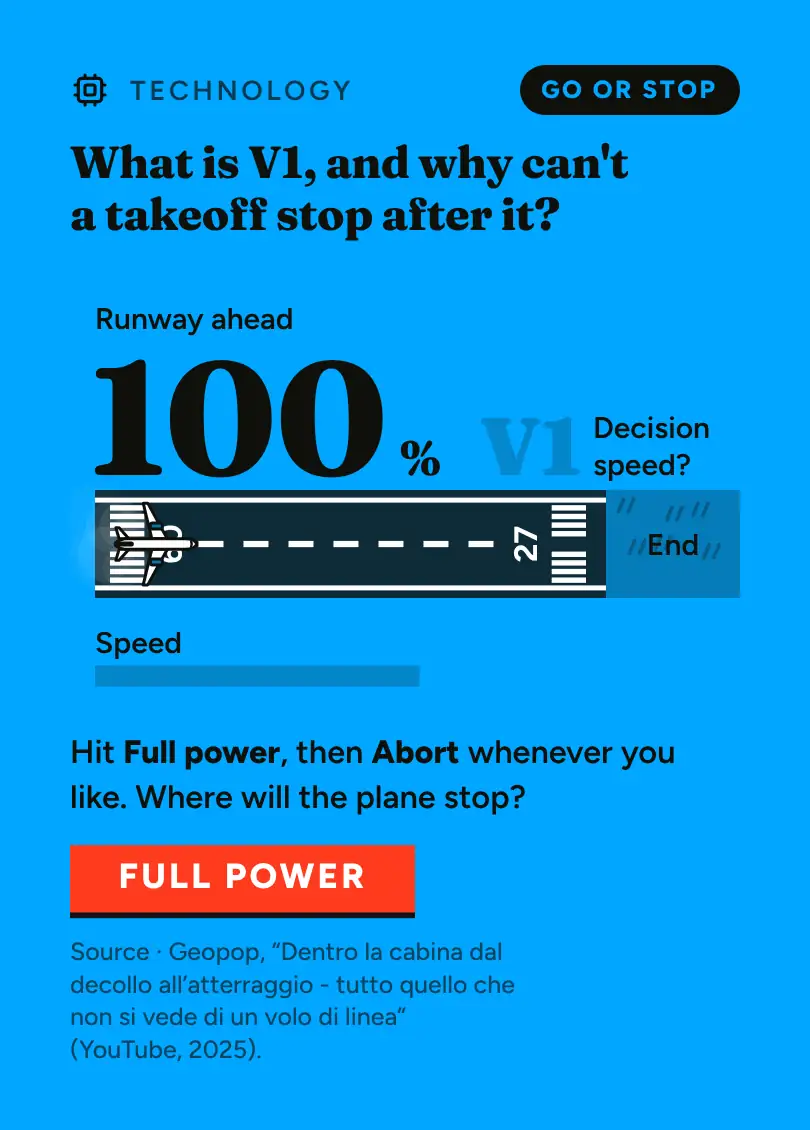 TECHNOLOGY
GO OR STOP
What is V1, and why can't
a takeoff stop after it?
Runway ahead
100 %
V1
Decision
speed?
27
End
Speed
Hit Full power, then Abort whenever you
like. Where will the plane stop?
FULL POWER
Source · Geopop, “Dentro la cabina dal
decollo all’atterraggio - tutto quello che
non si vede di un volo di linea”
(YouTube, 2025).